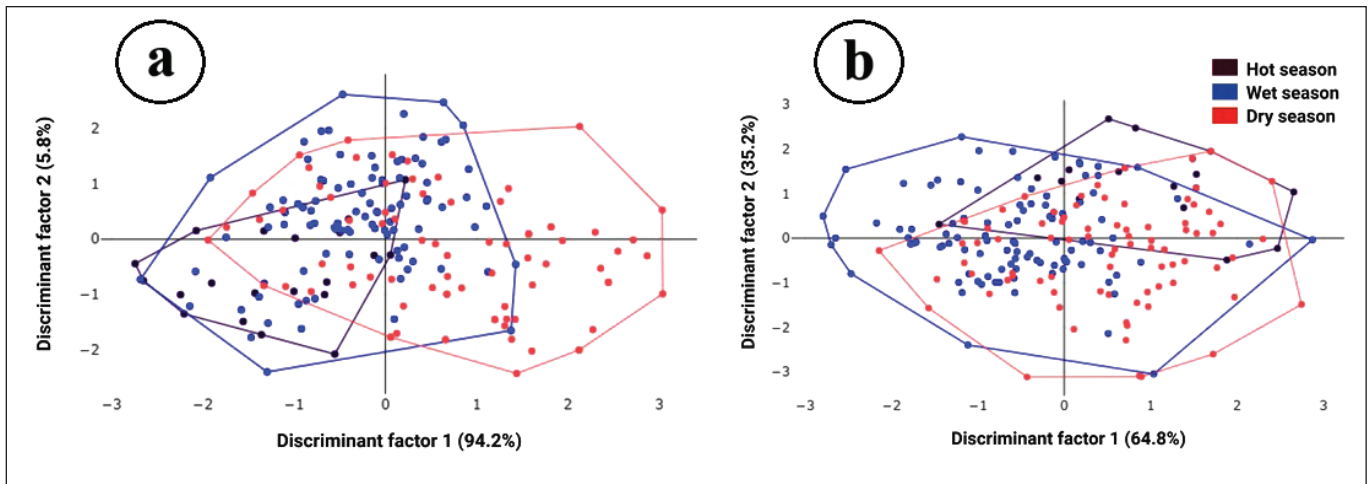 a
Discriminant factor 2 (5.8%)
2
1
0
−1
−2
−3
−2
−1
0
1
2
3
Discriminant factor 1 (94.2%)
b
Hot season
Wet season
Dry season
Discriminant factor 2 (35.2%)
3
2
1
0
−1
−2
−3
−3
−2
−1
0
1
2
3
Discriminant factor 1 (64.8%)